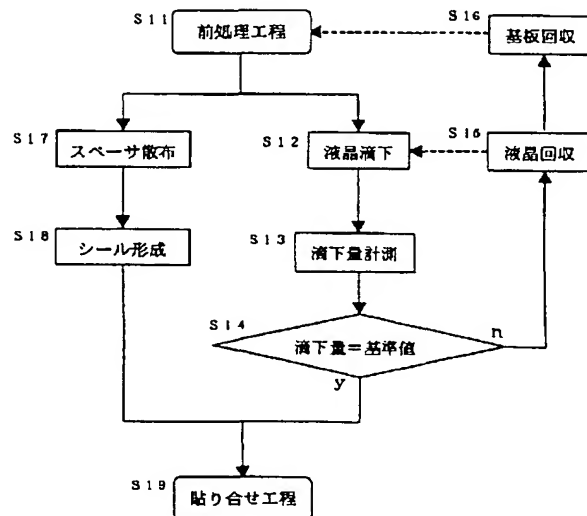 S11
前処理工程
S16
基板回収
S17
スペーサ散布
S12
液晶滴下
S15
液晶回収
S18
シール形成
S13
滴下量計測
S14
滴下量=基準値
n
y
S19
貼り合せ工程